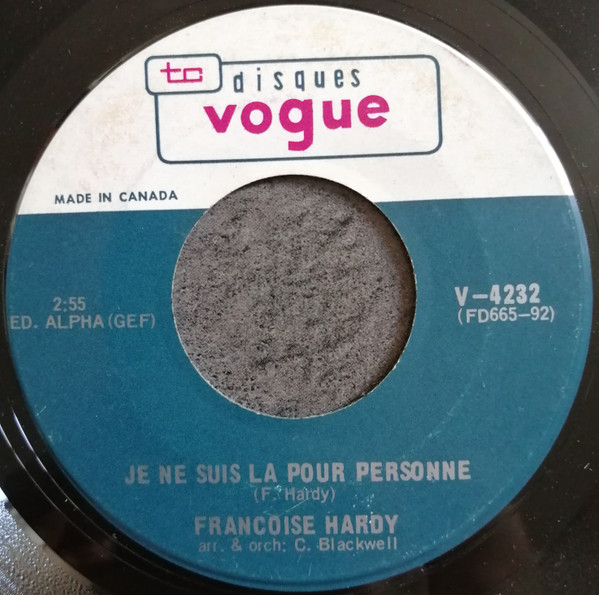 tc
disques
vogue
MADE IN CANADA
2:55
ED. ALPHA (GEF)
V-4232
(FD665-92)
JE NE SUIS LA POUR PERSONNE
(F. Hardy)
FRANCOISE HARDY
arr. & orch: C. Blackwell